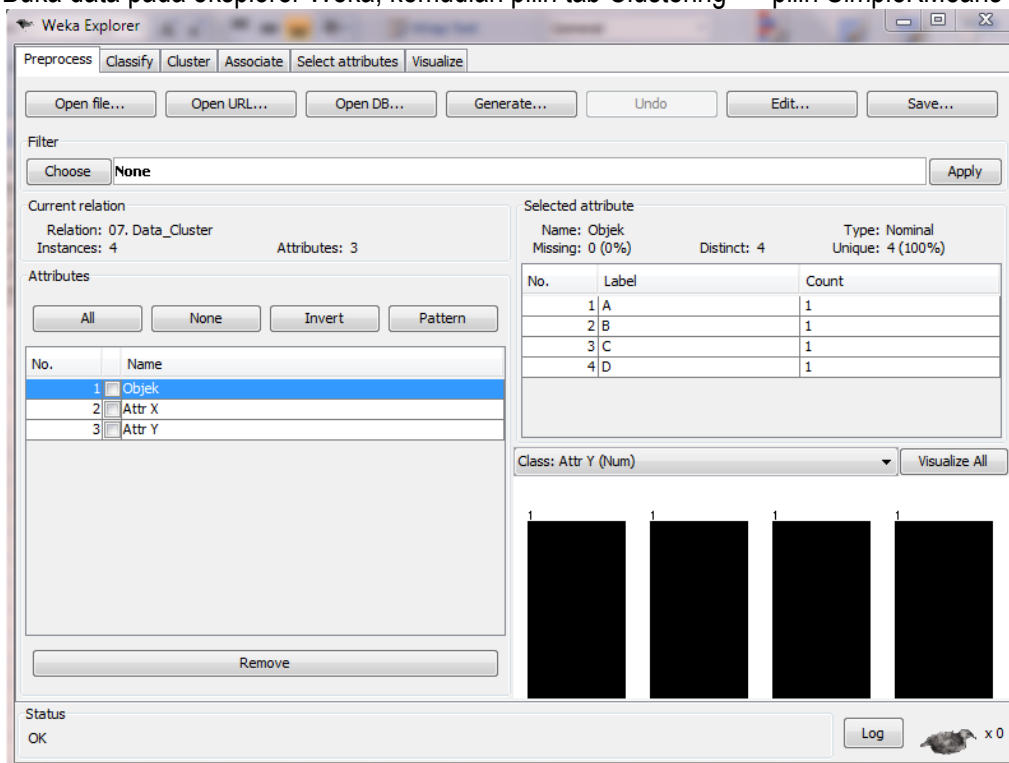 Buka data pada eksplorer Weka, kemudian pilih tab Clustering pilih SimpleKMeans
Weka Explorer
Preprocess Classify Cluster Associate Select attributes Visualize
Open file... Open URL... Open DB... Generate... Undo Edit... Save...
Filter
Choose None Apply
Current relation
Relation: 07. Data_Cluster
Instances: 4 Attributes: 3
Attributes
All None Invert Pattern
No. Name
1 Objek
2 Attr X
3 Attr Y
Remove
Selected attribute
Name: Objek Type: Nominal
Missing: 0 (0%) Distinct: 4 Unique: 4 (100%)
No. Label Count
1 A 1
2 B 1
3 C 1
4 D 1
Class: Attr Y (Num) Visualize All
1 1 1 1
Status
OK
Log x 0